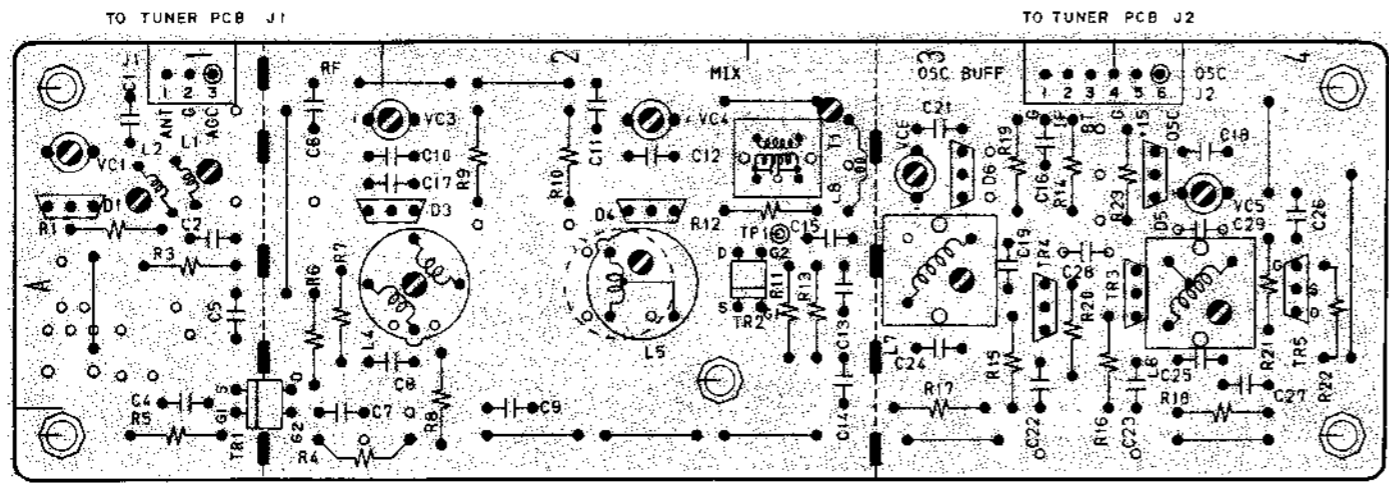 TO TUNER PCB J1
TO TUNER PCB J2
J1
C1
1 2 3
ANT
G
AGC
RF
2
MIX
3
OSC BUFF
1 2 3 4 5 6
OSC
J2
4
VC1
L2
L1
C6
VC3
C10
C17
R9
R10
C11
VC4
C12
T1
L8
C21
D6
R19
G
C16
R14
BT
G
15
R23
OSC
D5
C18
VC5
C29
C26
D1
R1
C2
R3
D3
D4
R12
TP1
C15
A
C5
R6
R7
L4
D
G2
S
G1
TR2
R11
R13
C13
C19
TR4
C28
R20
TR3
R21
G
S
D
TR5
R22
L5
L7
C24
R15
L6
C25
C4
R5
S
D
G1
G2
TR1
C7
C8
R8
R4
C9
C14
R17
C22
R16
C23
R18
C27